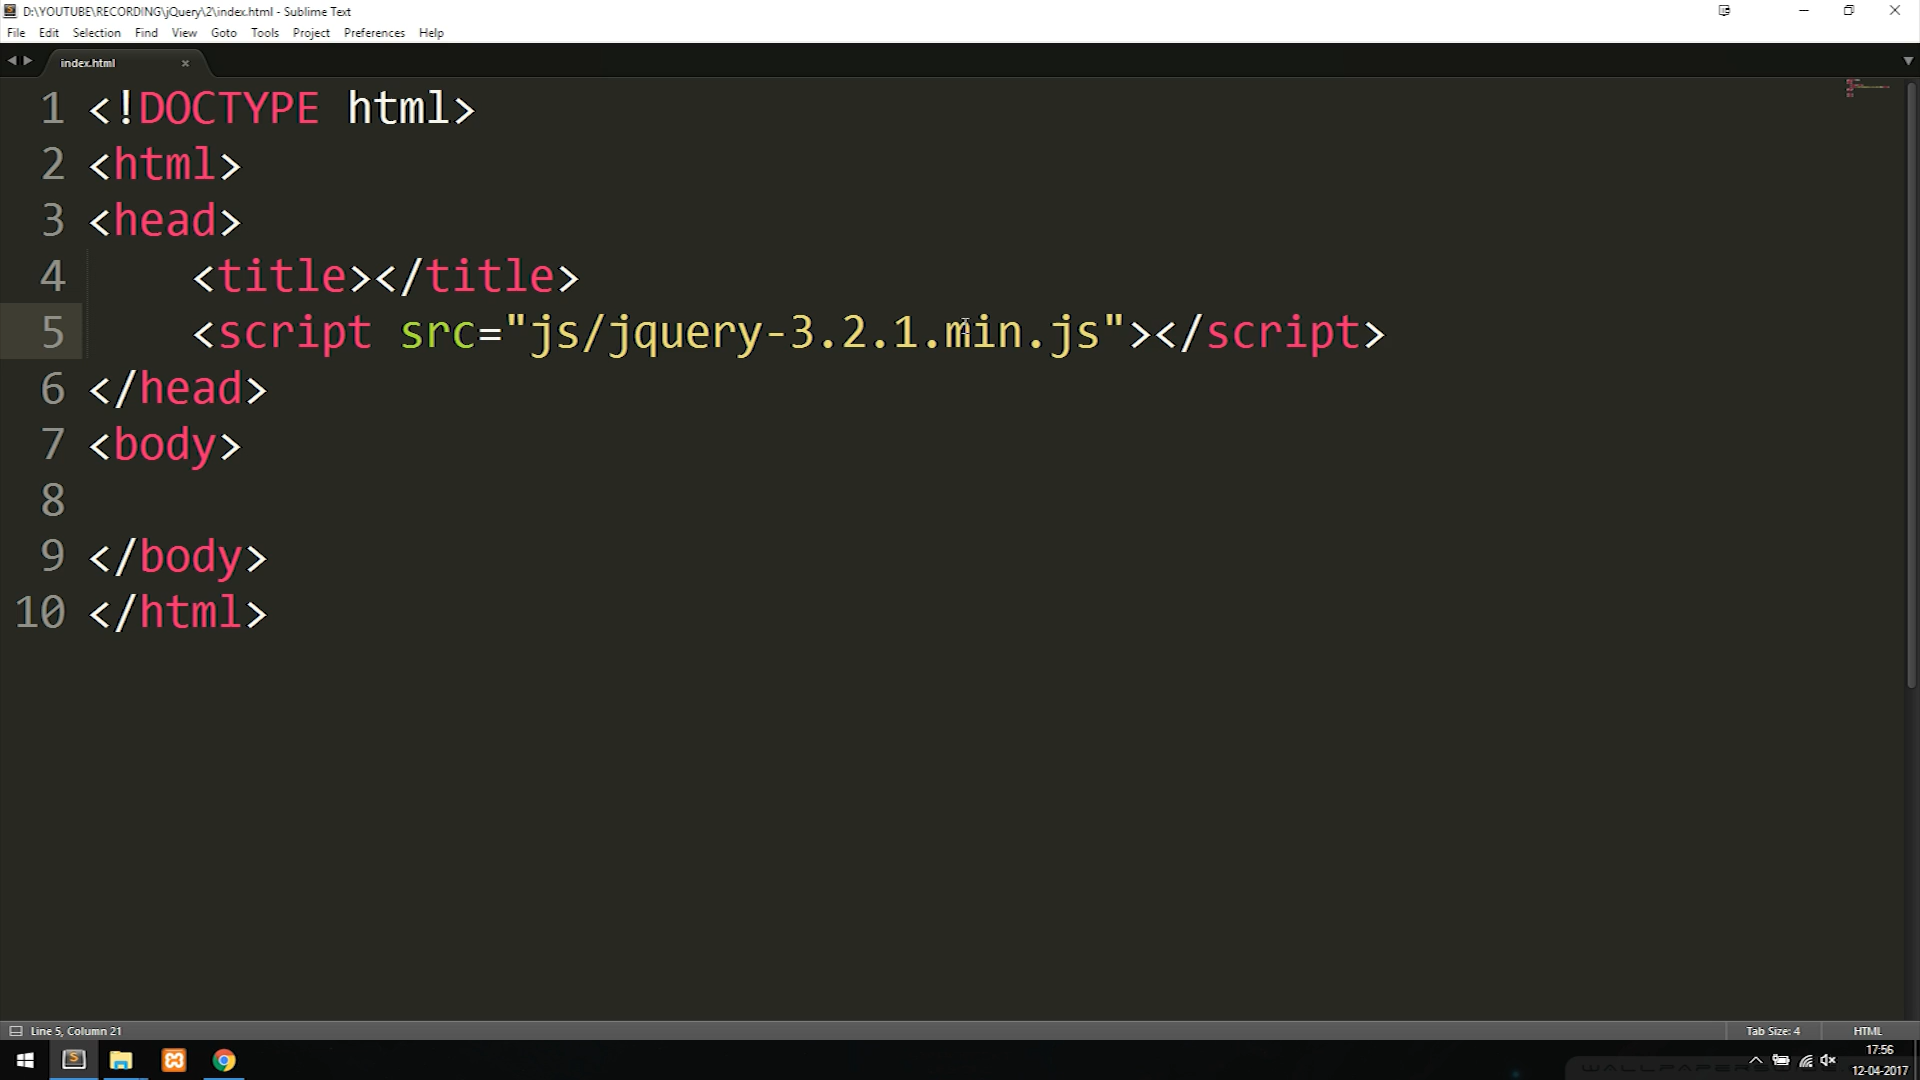 D:\YOUTUBE\RECORDING\jQuery\2\index.html - Sublime Text
File Edit Selection Find View Goto Tools Project Preferences Help
index.html
1 <!DOCTYPE html>
2 <html>
3 <head>
4     <title></title>
5     <script src="js/jquery-3.2.1.min.js"></script>
6 </head>
7 <body>
8
9 </body>
10 </html>
Line 5, Column 21
Tab Size: 4
HTML
17:56
12-04-2017